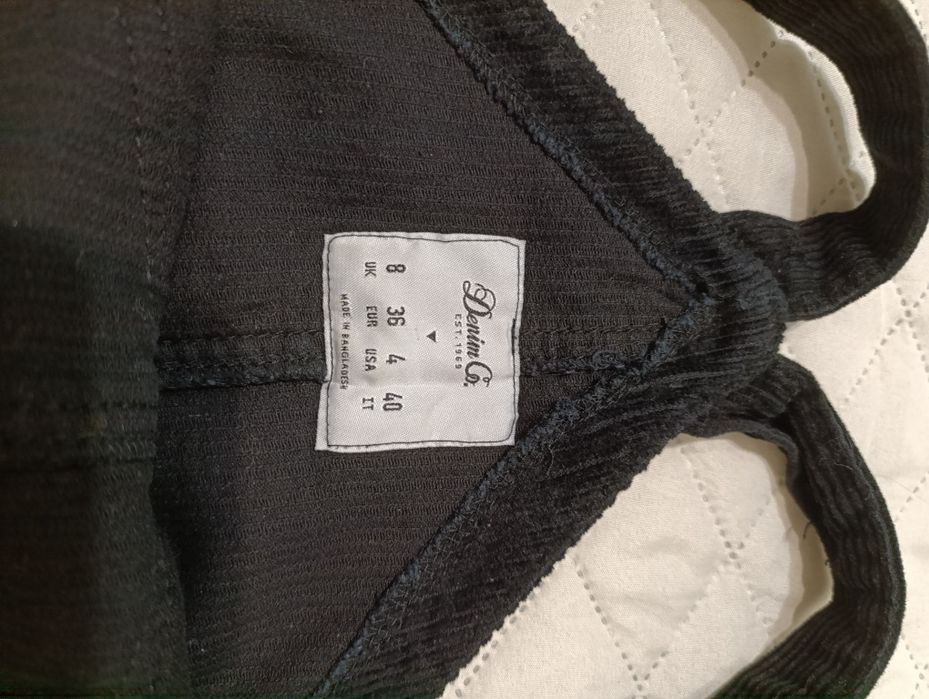 Denim Co.
EST. 1969
8 36 4 40
UK EUR USA IT
MADE IN BANGLADESH